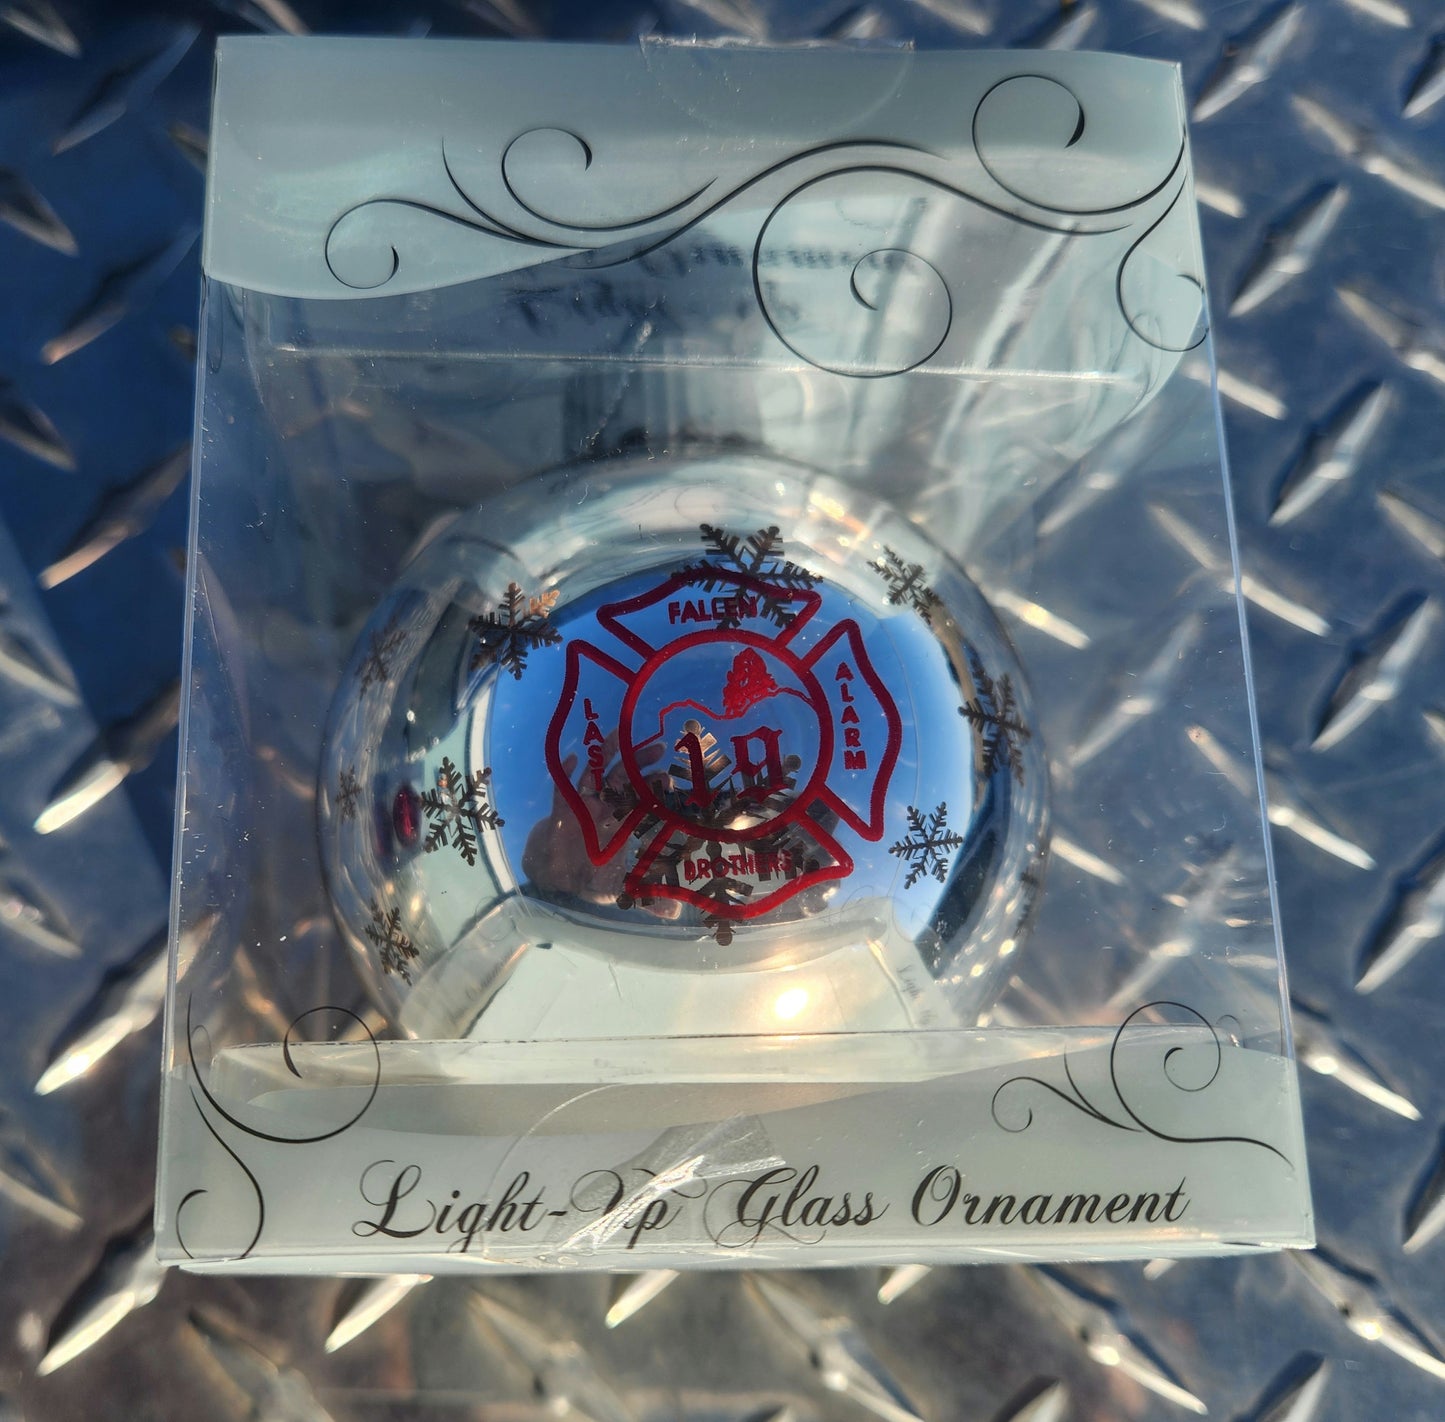 FALLEN
LAST
ALARM
19
BROTHERS
Light-Up Glass Ornament